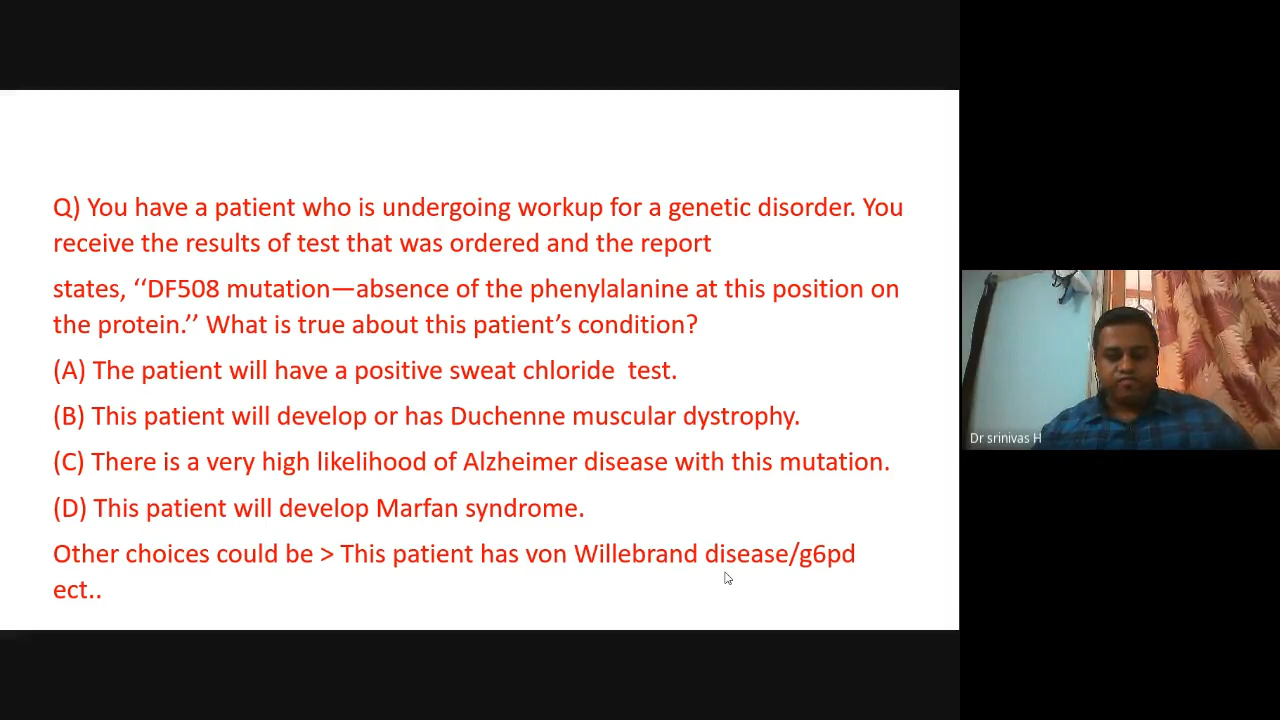 Q) You have a patient who is undergoing workup for a genetic disorder. You
receive the results of test that was ordered and the report
states, ‘‘DF508 mutation—absence of the phenylalanine at this position on
the protein.’’ What is true about this patient’s condition?
(A) The patient will have a positive sweat chloride  test.
(B) This patient will develop or has Duchenne muscular dystrophy.
(C) There is a very high likelihood of Alzheimer disease with this mutation.
(D) This patient will develop Marfan syndrome.
Other choices could be > This patient has von Willebrand disease/g6pd
ect..
Dr srinivas H